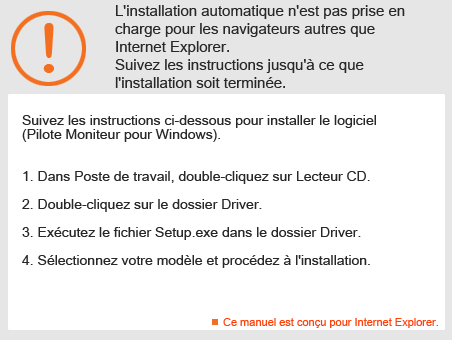 L'installation automatique n'est pas prise en
charge pour les navigateurs autres que
Internet Explorer.
Suivez les instructions jusqu'à ce que
l'installation soit terminée.
Suivez les instructions ci-dessous pour installer le logiciel
(Pilote Moniteur pour Windows).
1. Dans Poste de travail, double-cliquez sur Lecteur CD.
2. Double-cliquez sur le dossier Driver.
3. Exécutez le fichier Setup.exe dans le dossier Driver.
4. Sélectionnez votre modèle et procédez à l'installation.
Ce manuel est conçu pour Internet Explorer.